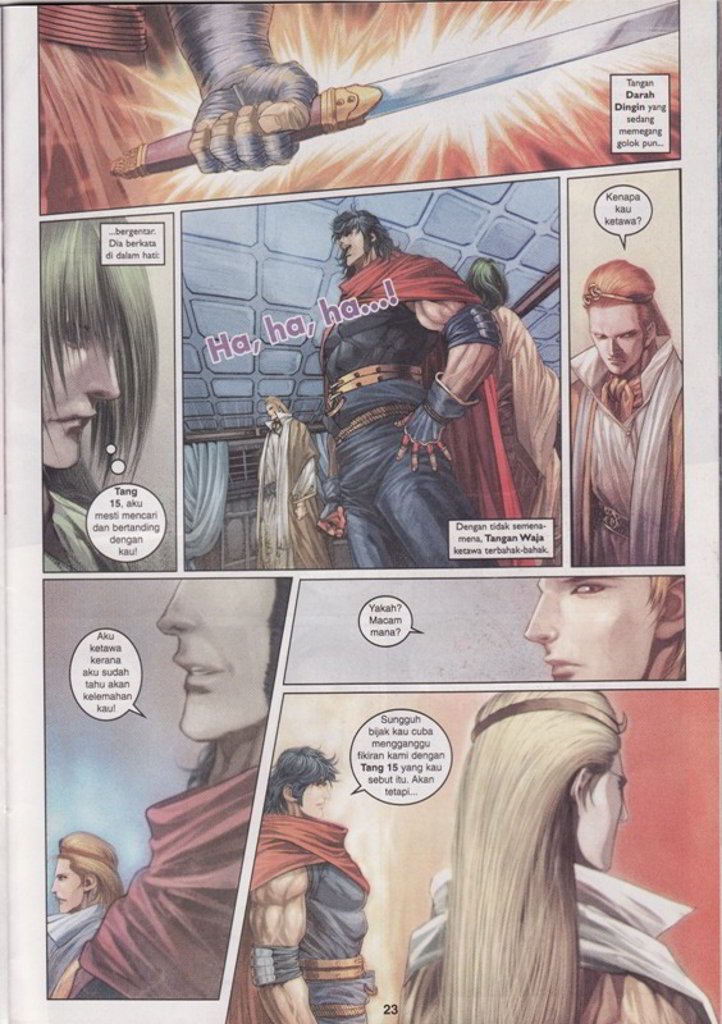 Tangan
Darah
Dingin yang
sedang
memegang
golok pun...
...bergentar.
Dia berkata
di dalam hati:
Tang
15, aku
mesti mencari
dan bertanding
dengan
kau!
Ha, ha, ha...!
Dengan tidak semena-
mena, Tangan Waja
ketawa terbahak-bahak.
Kenapa
kau
ketawa?
Aku
ketawa
kerana
aku sudah
tahu akan
kelemahan
kau!
Yakah?
Macam
mana?
Sungguh
bijak kau cuba
mengganggu
fikiran kami dengan
Tang 15 yang kau
sebut itu. Akan
tetapi...
23